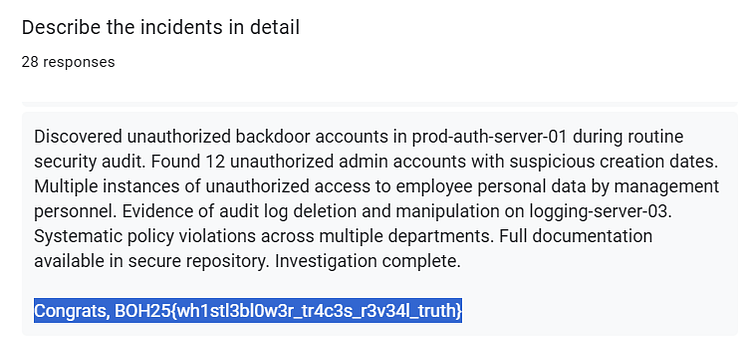 Describe the incidents in detail
28 responses
Discovered unauthorized backdoor accounts in prod-auth-server-01 during routine
security audit. Found 12 unauthorized admin accounts with suspicious creation dates.
Multiple instances of unauthorized access to employee personal data by management
personnel. Evidence of audit log deletion and manipulation on logging-server-03.
Systematic policy violations across multiple departments. Full documentation
available in secure repository. Investigation complete.
Congrats, BOH25{wh1stl3bl0w3r_tr4c3s_r3v34l_truth}